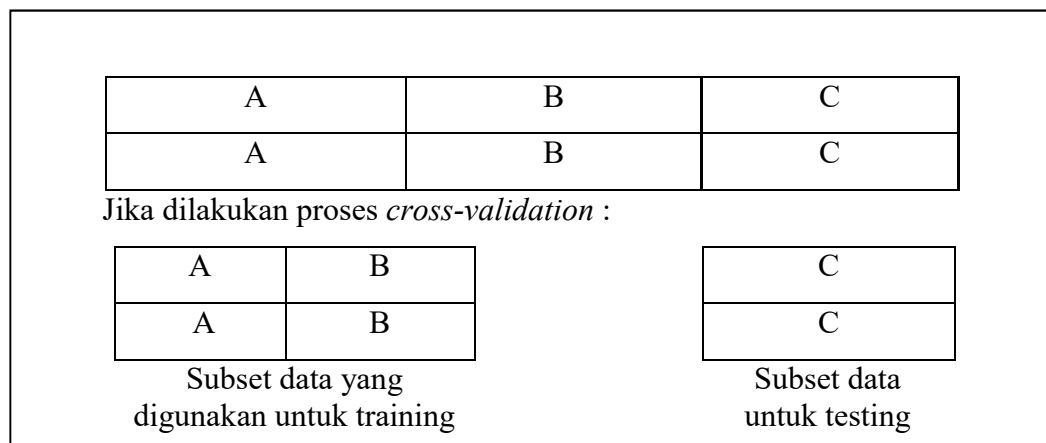 A B C
A B C
Jika dilakukan proses cross-validation :
A B C
A B C
Subset data yang
digunakan untuk training
Subset data
untuk testing